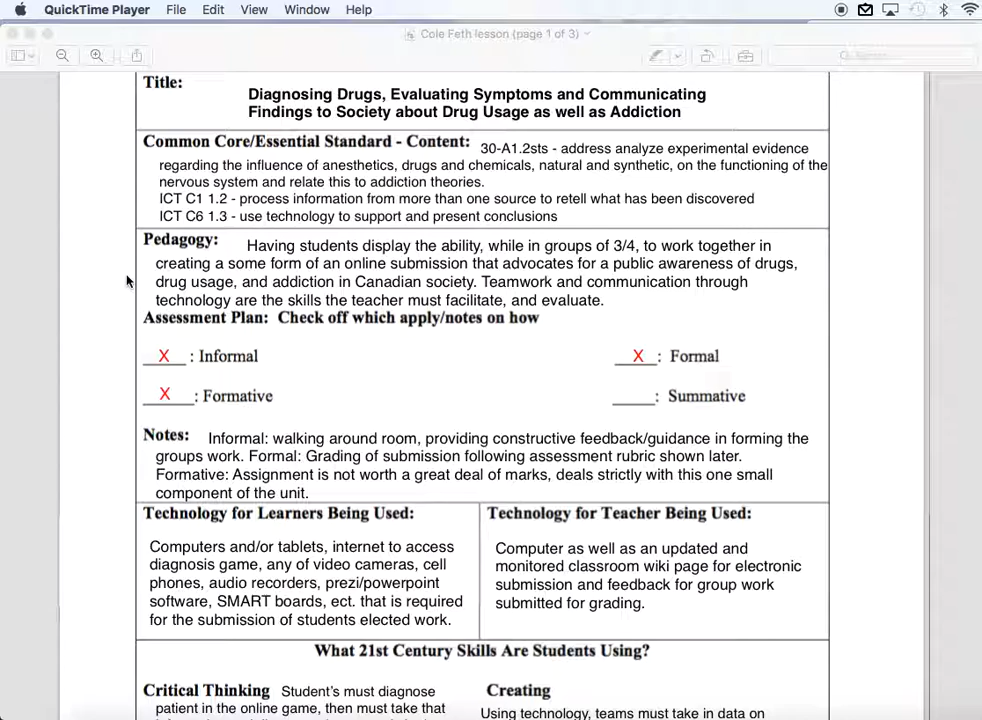 QuickTime Player File Edit View Window Help
Cole Feth lesson (page 1 of 3)
Title:
Diagnosing Drugs, Evaluating Symptoms and Communicating
Findings to Society about Drug Usage as well as Addiction
Common Core/Essential Standard - Content: 30-A1.2sts - address analyze experimental evidence
regarding the influence of anesthetics, drugs and chemicals, natural and synthetic, on the functioning of the
nervous system and relate this to addiction theories.
ICT C1 1.2 - process information from more than one source to retell what has been discovered
ICT C6 1.3 - use technology to support and present conclusions
Pedagogy: Having students display the ability, while in groups of 3/4, to work together in
creating a some form of an online submission that advocates for a public awareness of drugs,
drug usage, and addiction in Canadian society. Teamwork and communication through
technology are the skills the teacher must facilitate, and evaluate.
Assessment Plan: Check off which apply/notes on how
X : Informal
X : Formal
X : Formative
: Summative
Notes: Informal: walking around room, providing constructive feedback/guidance in forming the
groups work. Formal: Grading of submission following assessment rubric shown later.
Formative: Assignment is not worth a great deal of marks, deals strictly with this one small
component of the unit.
Technology for Learners Being Used:
Computers and/or tablets, internet to access
diagnosis game, any of video cameras, cell
phones, audio recorders, prezi/powerpoint
software, SMART boards, ect. that is required
for the submission of students elected work.
Technology for Teacher Being Used:
Computer as well as an updated and
monitored classroom wiki page for electronic
submission and feedback for group work
submitted for grading.
What 21st Century Skills Are Students Using?
Critical Thinking Student's must diagnose
patient in the online game, then must take that
Creating
Using technology, teams must take in data on